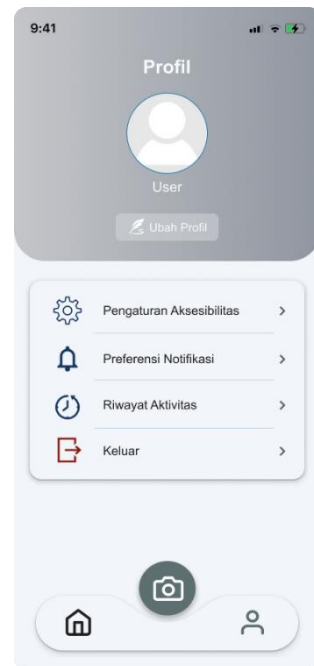 9:41
Profil
User
Ubah Profil
Pengaturan Aksesibilitas
Preferensi Notifikasi
Riwayat Aktivitas
Keluar